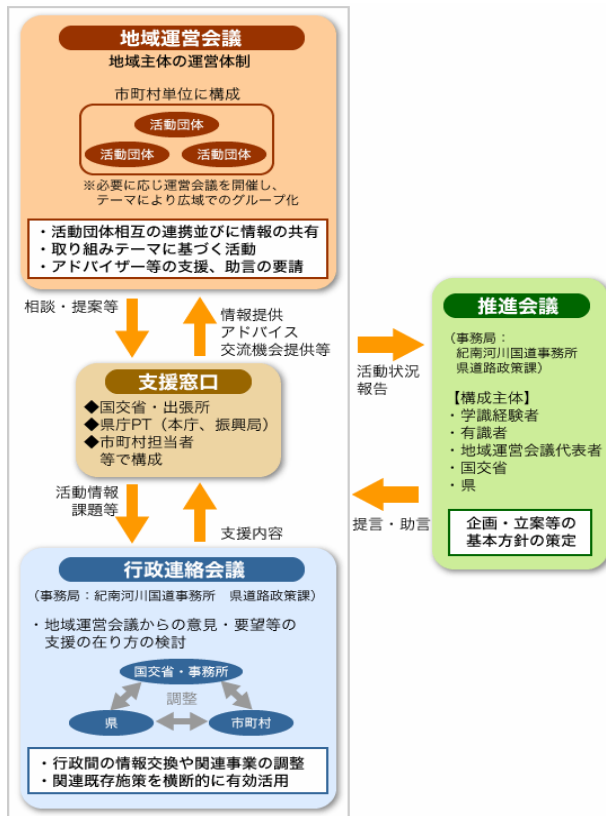 地域運営会議
地域主体の運営体制
市町村単位に構成
活動団体
活動団体
活動団体
※必要に応じ運営会議を開催し、
テーマにより広域でのグループ化
・活動団体相互の連携並びに情報の共有
・取り組みテーマに基づく活動
・アドバイザー等の支援、助言の要請
相談・提案等
情報提供
アドバイス
交流機会提供等
支援窓口
◆国交省・出張所
◆県庁PT（本庁、振興局）
◆市町村担当者
等で構成
活動情報
課題等
支援内容
行政連絡会議
（事務局：紀南河川国道事務所　県道路政策課）
・地域運営会議からの意見・要望等の
支援の在り方の検討
国交省・事務所
調整
県
市町村
・行政間の情報交換や関連事業の調整
・関連既存施策を横断的に有効活用
活動状況
報告
提言・助言
推進会議
（事務局：
紀南河川国道事務所
県道路政策課）
【構成主体】
・学識経験者
・有識者
・地域運営会議代表者
・国交省
・県
企画・立案等の
基本方針の策定